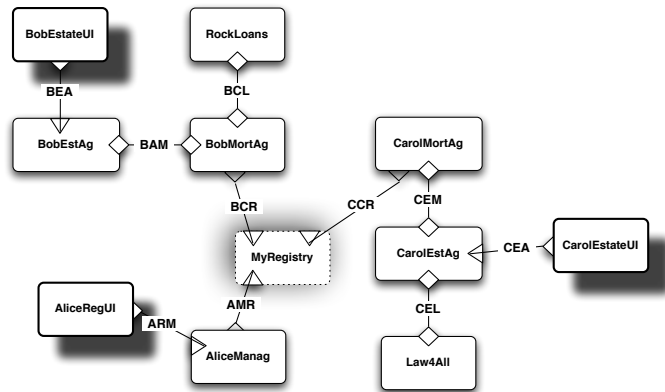 BobEstateUI
RockLoans
BEA
BCL
BobEstAg
BAM
BobMortAg
CarolMortAg
BCR
CCR
CEM
MyRegistry
CarolEstAg
CEA
CarolEstateUI
AliceRegUI
AMR
ARM
CEL
AliceManag
Law4All